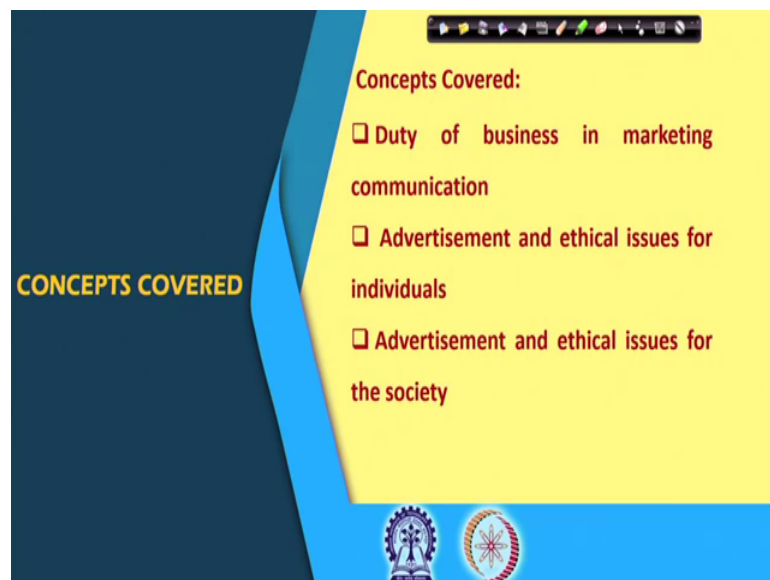 Concepts Covered:
❑ Duty of business in marketing
communication
❑ Advertisement and ethical issues for
CONCEPTS COVERED
individuals
❑ Advertisement and ethical issues for
the society